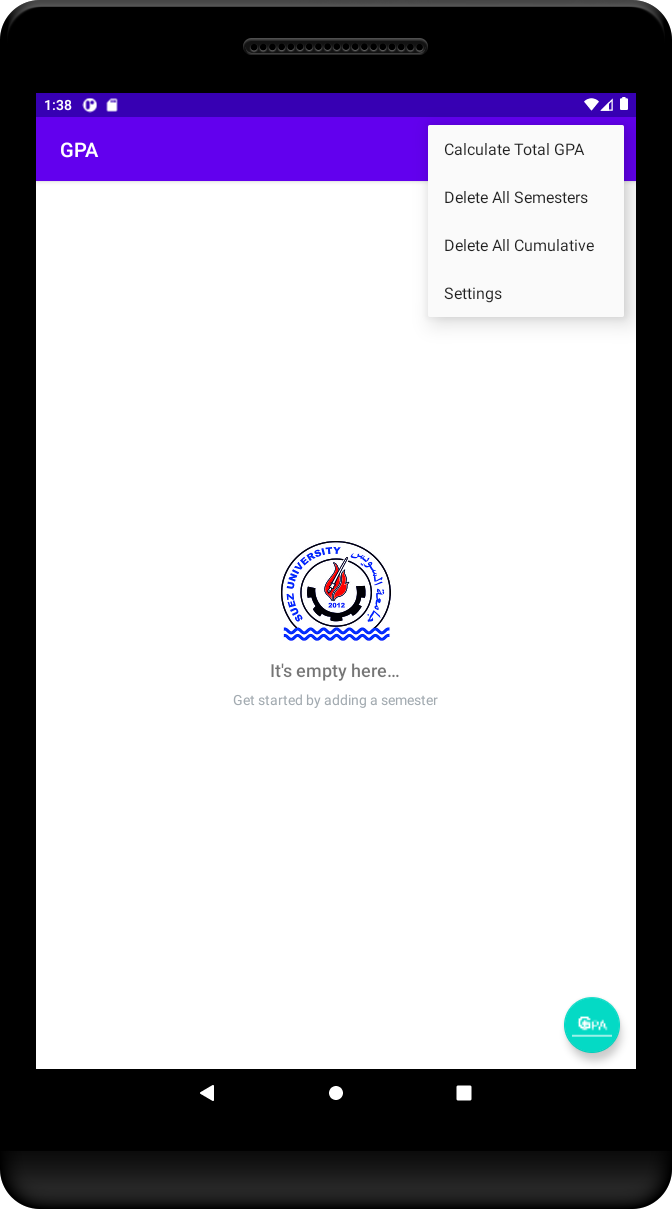 1:38
GPA
Calculate Total GPA
Delete All Semesters
Delete All Cumulative
Settings
SUEZ UNIVERSITY
جامعة السويس
2012
It's empty here...
Get started by adding a semester
GPA